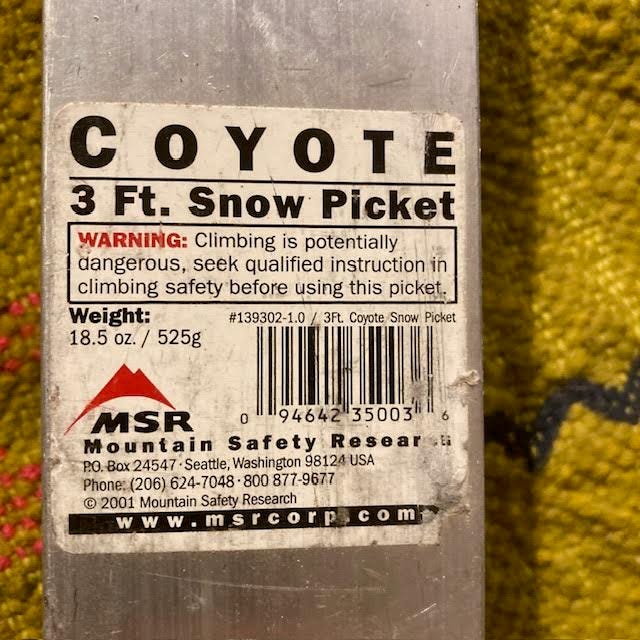 COYOTE
3 Ft. Snow Picket
WARNING: Climbing is potentially
dangerous, seek qualified instruction in
climbing safety before using this picket.
Weight:
18.5 oz. / 525g
#139302-1.0 / 3Ft. Coyote Snow Picket
0 94642 35003 6
MSR
Mountain Safety Resear
P.O. Box 24547 · Seattle, Washington 98124 USA
Phone: (206) 624-7048 · 800 877-9677
© 2001 Mountain Safety Research
www.msrcorp.com